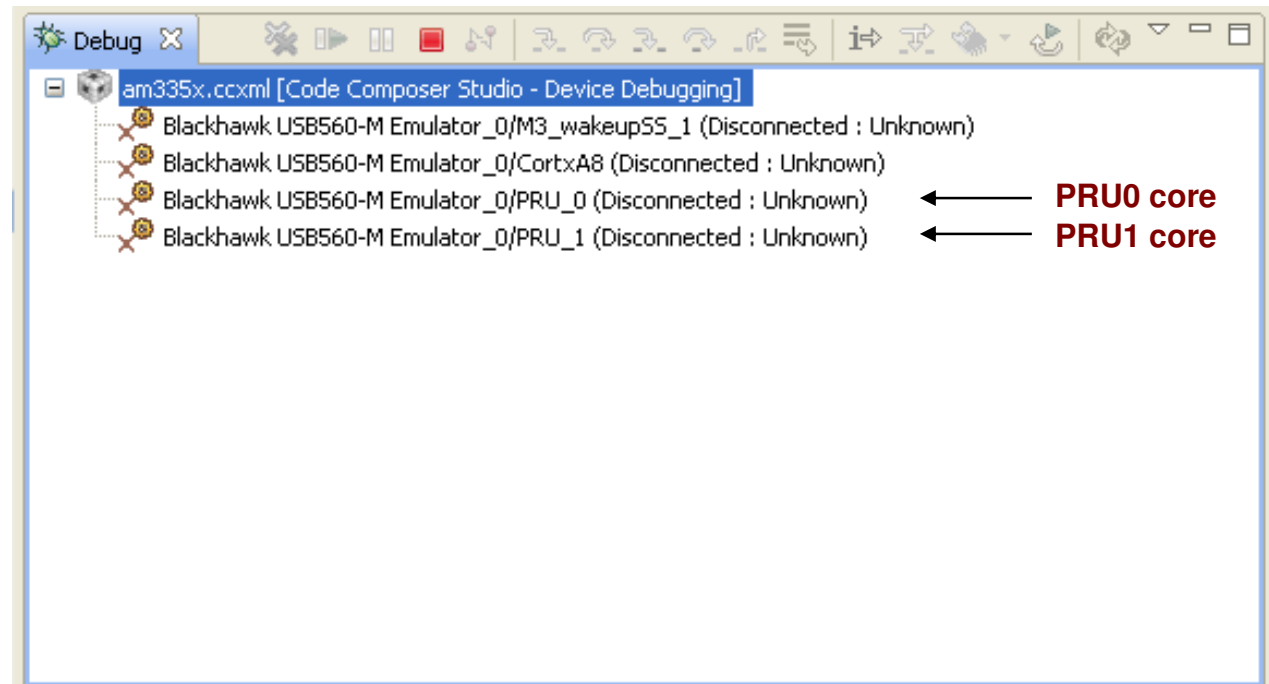 Debug
am335x.ccxml [Code Composer Studio - Device Debugging]
Blackhawk USB560-M Emulator_0/M3_wakeupSS_1 (Disconnected : Unknown)
Blackhawk USB560-M Emulator_0/CortxA8 (Disconnected : Unknown)
Blackhawk USB560-M Emulator_0/PRU_0 (Disconnected : Unknown) PRU0 core
Blackhawk USB560-M Emulator_0/PRU_1 (Disconnected : Unknown) PRU1 core